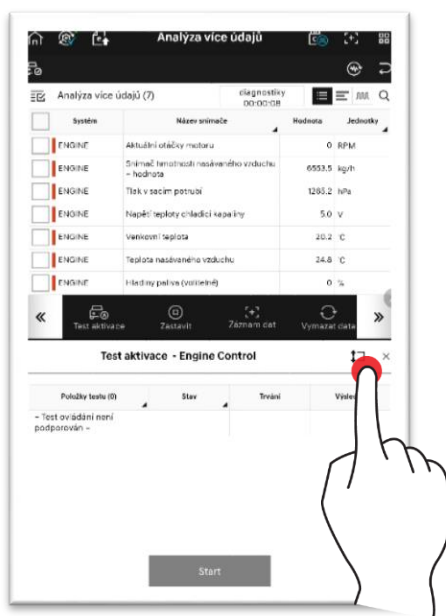 Analýza více údajů
Analýza více údajů (7)
diagnostiky
00:00:08
Systém Název snímače Hodnota Jednotky
ENGINE Aktuální otáčky motoru 0 RPM
ENGINE Snímač hmotnosti nasávaného vzduchu – hodnota 6553.5 kg/h
ENGINE Tlak v sacím potrubí 1265.2 hPa
ENGINE Napětí teploty chladicí kapaliny 5.0 V
ENGINE Venkovní teplota 20.2 °C
ENGINE Teplota nasávaného vzduchu 24.8 °C
ENGINE Hladiny paliva (volitelné) 0 %
Test aktivace Zastavit Záznam dat Vymazat data
Test aktivace - Engine Control
Položky testu (0) Stav Trvání
– Test ovládání není
podporován –
Start